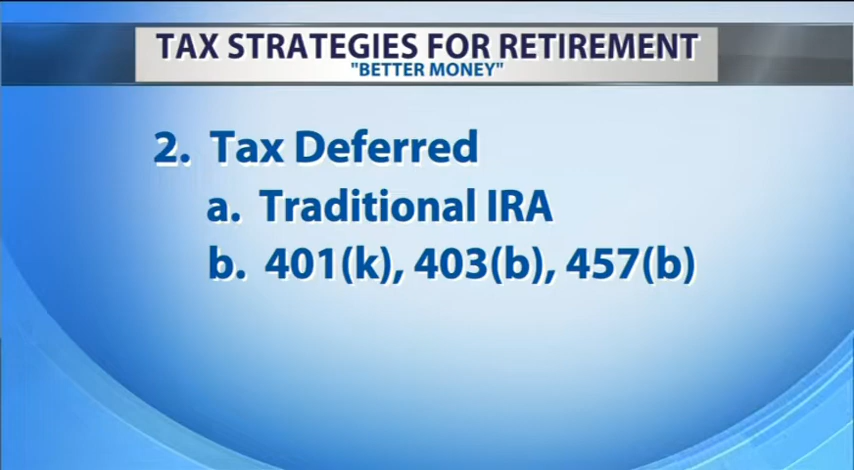 TAX STRATEGIES FOR RETIREMENT
"BETTER MONEY"
2. Tax Deferred
a. Traditional IRA
b. 401(k), 403(b), 457(b)